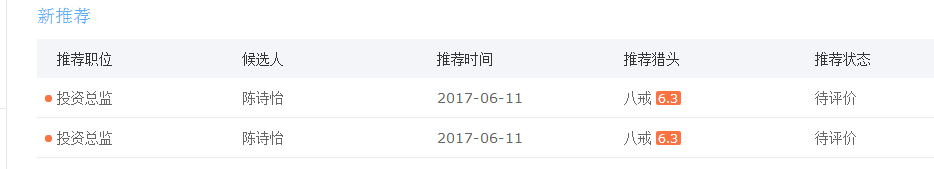 新推荐
推荐职位 候选人 推荐时间 推荐猎头 推荐状态
投资总监 陈诗怡 2017-06-11 八戒 6.3 待评价
投资总监 陈诗怡 2017-06-11 八戒 6.3 待评价